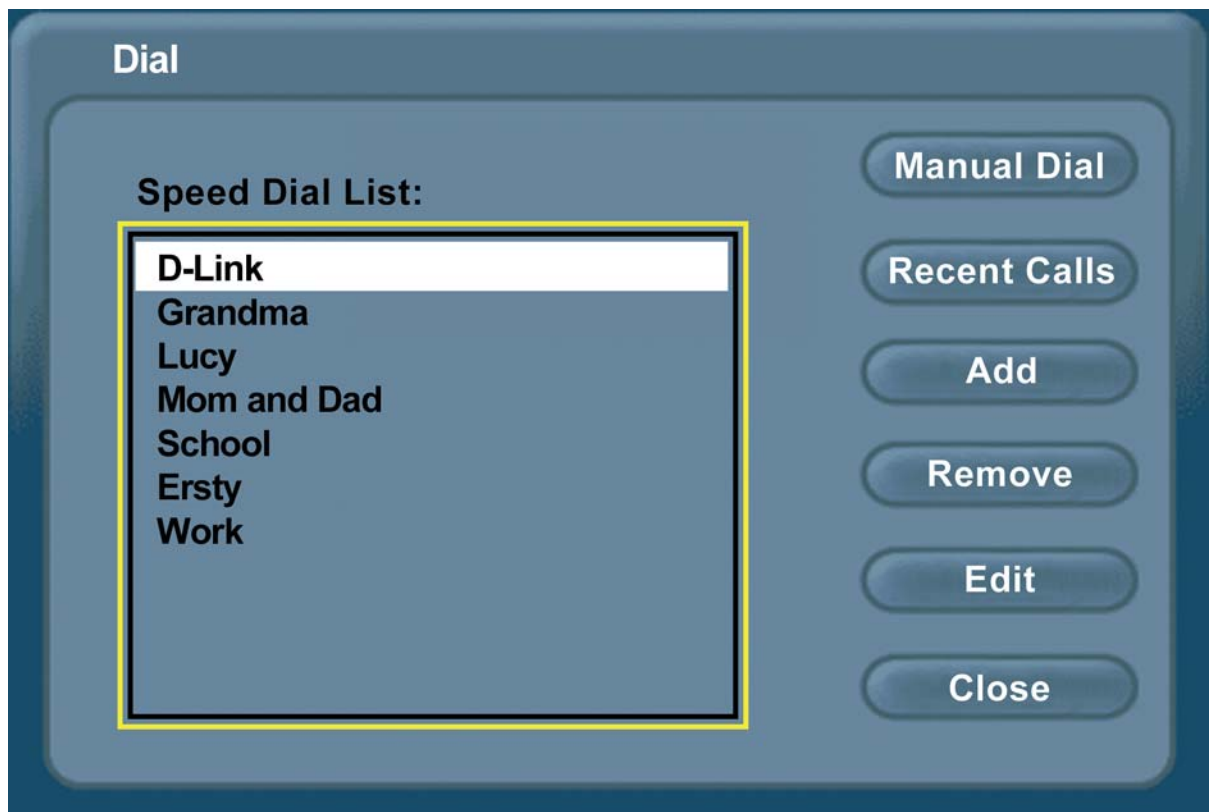 Dial
Speed Dial List:
D-Link
Grandma
Lucy
Mom and Dad
School
Ersty
Work
Manual Dial
Recent Calls
Add
Remove
Edit
Close